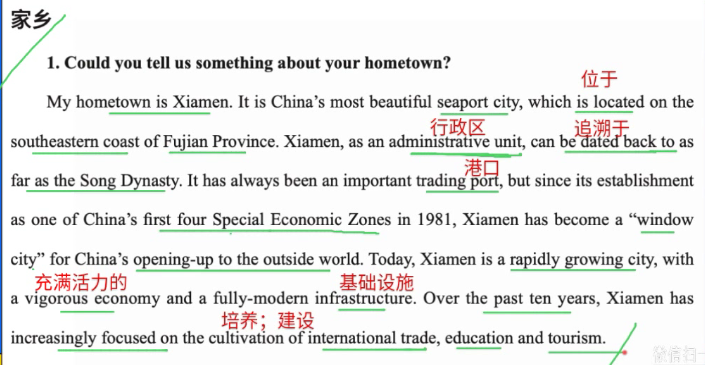 家乡
1. Could you tell us something about your hometown?
位于
My hometown is Xiamen. It is China's most beautiful seaport city, which is located on the
行政区 追溯于
southeastern coast of Fujian Province. Xiamen, as an administrative unit, can be dated back to as
港口
far as the Song Dynasty. It has always been an important trading port, but since its establishment
as one of China's first four Special Economic Zones in 1981, Xiamen has become a “window
city” for China's opening-up to the outside world. Today, Xiamen is a rapidly growing city, with
充满活力的 基础设施
a vigorous economy and a fully-modern infrastructure. Over the past ten years, Xiamen has
培养；建设
increasingly focused on the cultivation of international trade, education and tourism.
微信扫一